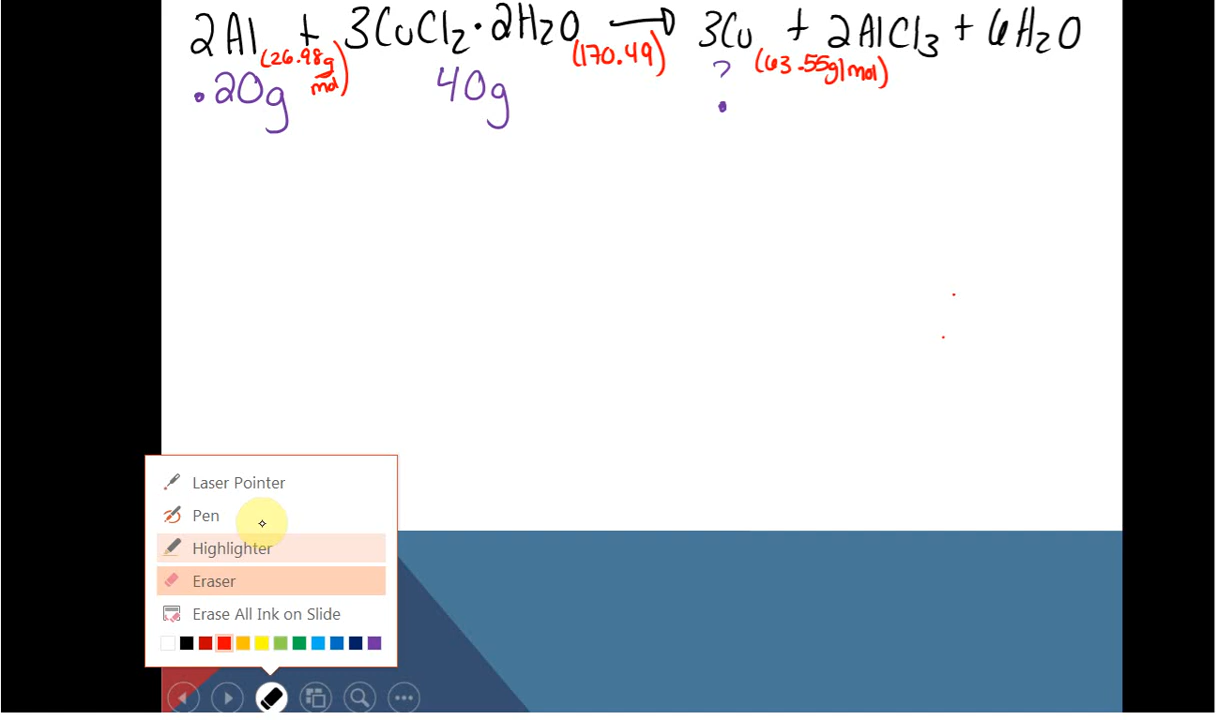 2Al + 3CuCl2·2H2O → 3Cu + 2AlCl3 + 6H2O
(26.98g/mol) (170.49) (63.55g/mol)
.20g 40g ?
Laser Pointer
Pen
Highlighter
Eraser
Erase All Ink on Slide